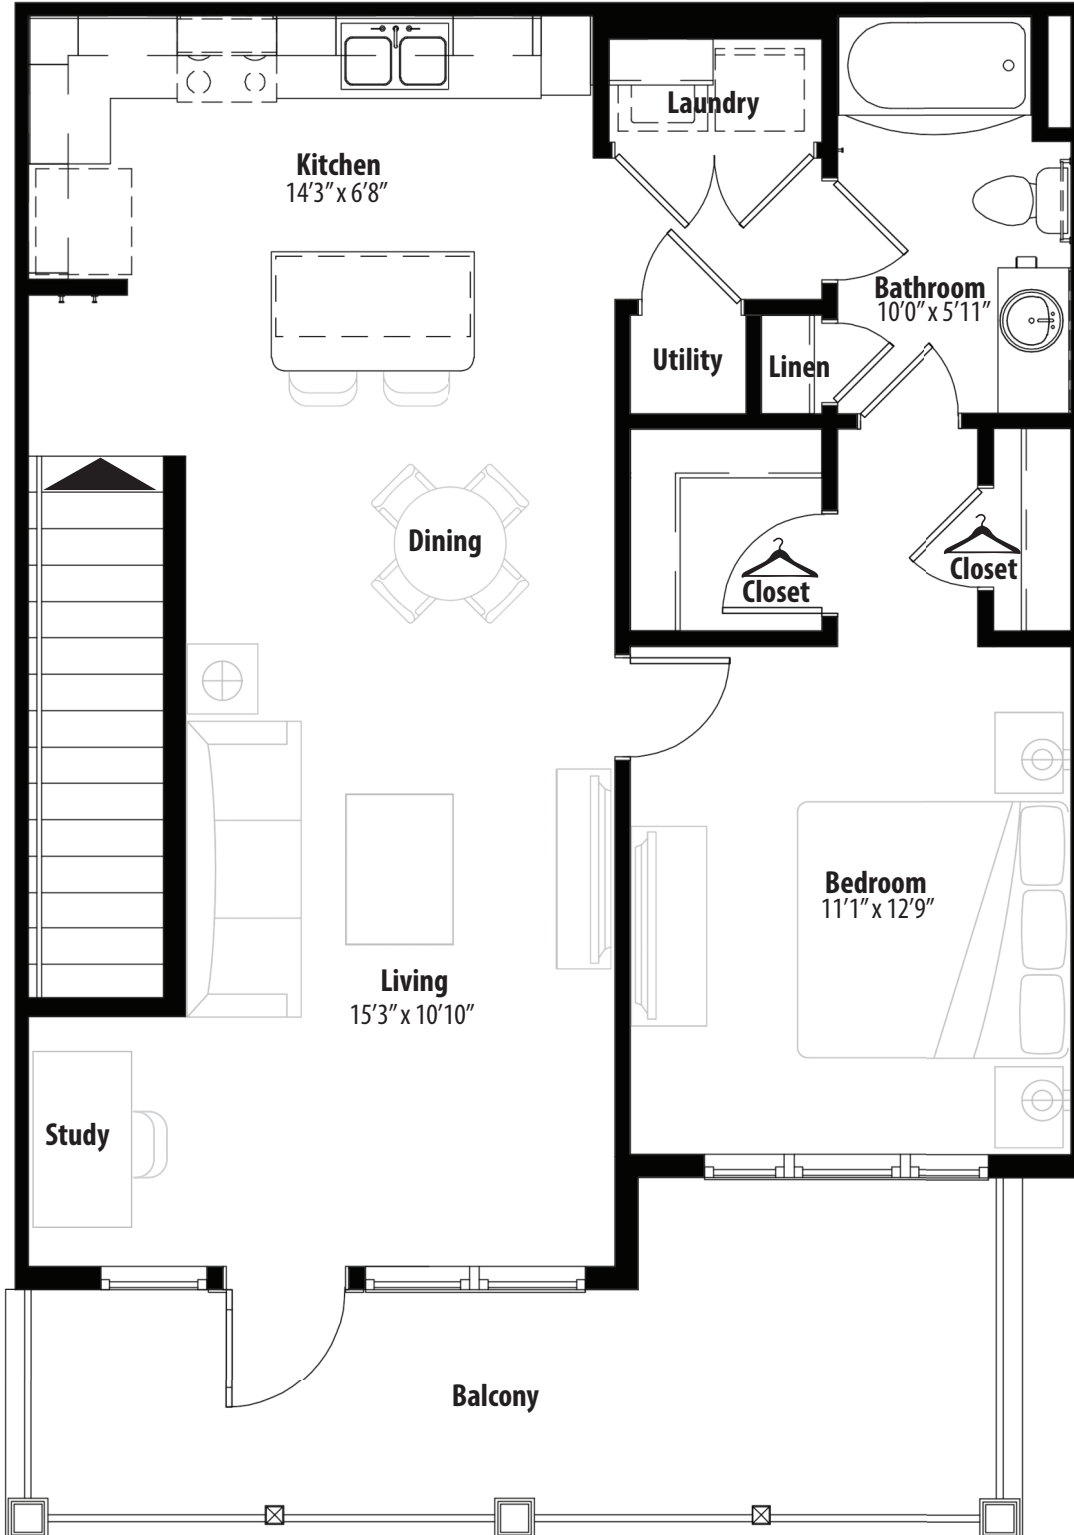 Laundry
Kitchen
14'3" x 6'8"
Bathroom
10'0" x 5'11"
Utility
Linen
Dining
Closet
Closet
Bedroom
11'1" x 12'9"
Living
15'3" x 10'10"
Study
Balcony